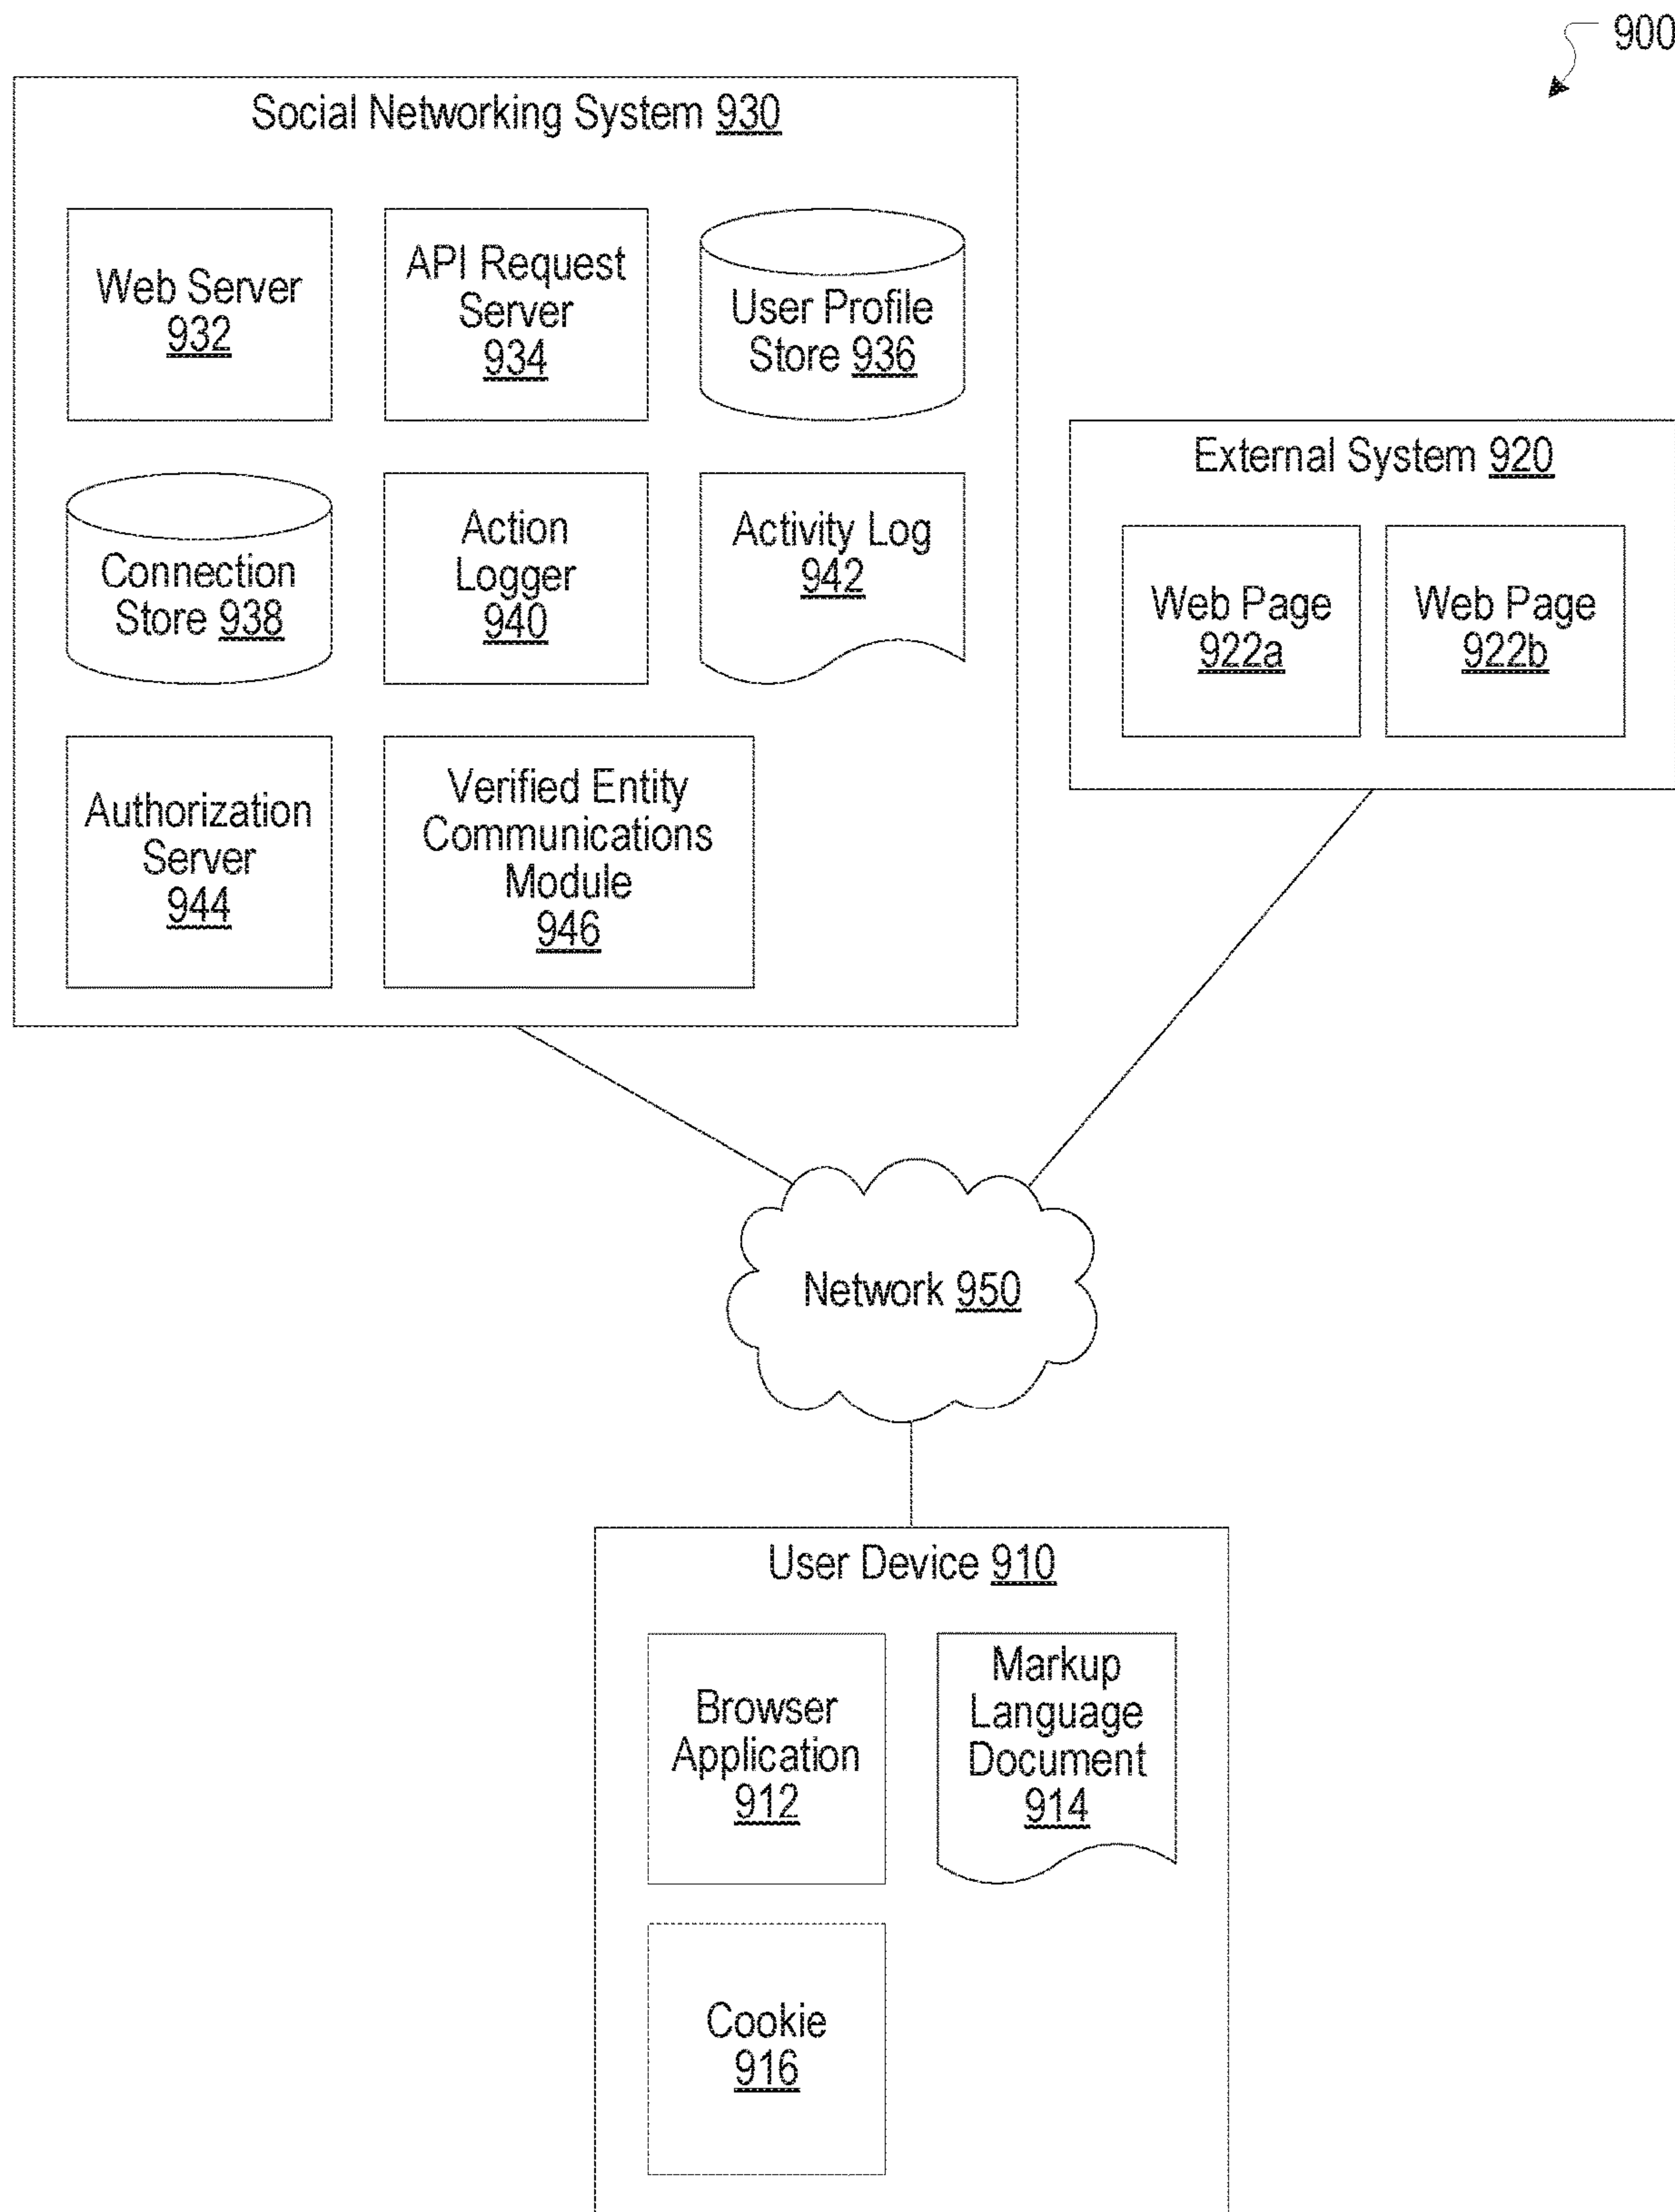 900
Social Networking System 930
Web Server
932
API Request
Server
934
User Profile
Store 936
Connection
Store 938
Action
Logger
940
Activity Log
942
Authorization
Server
944
Verified Entity
Communications
Module
946
External System 920
Web Page
922a
Web Page
922b
Network 950
User Device 910
Browser
Application
912
Markup
Language
Document
914
Cookie
916